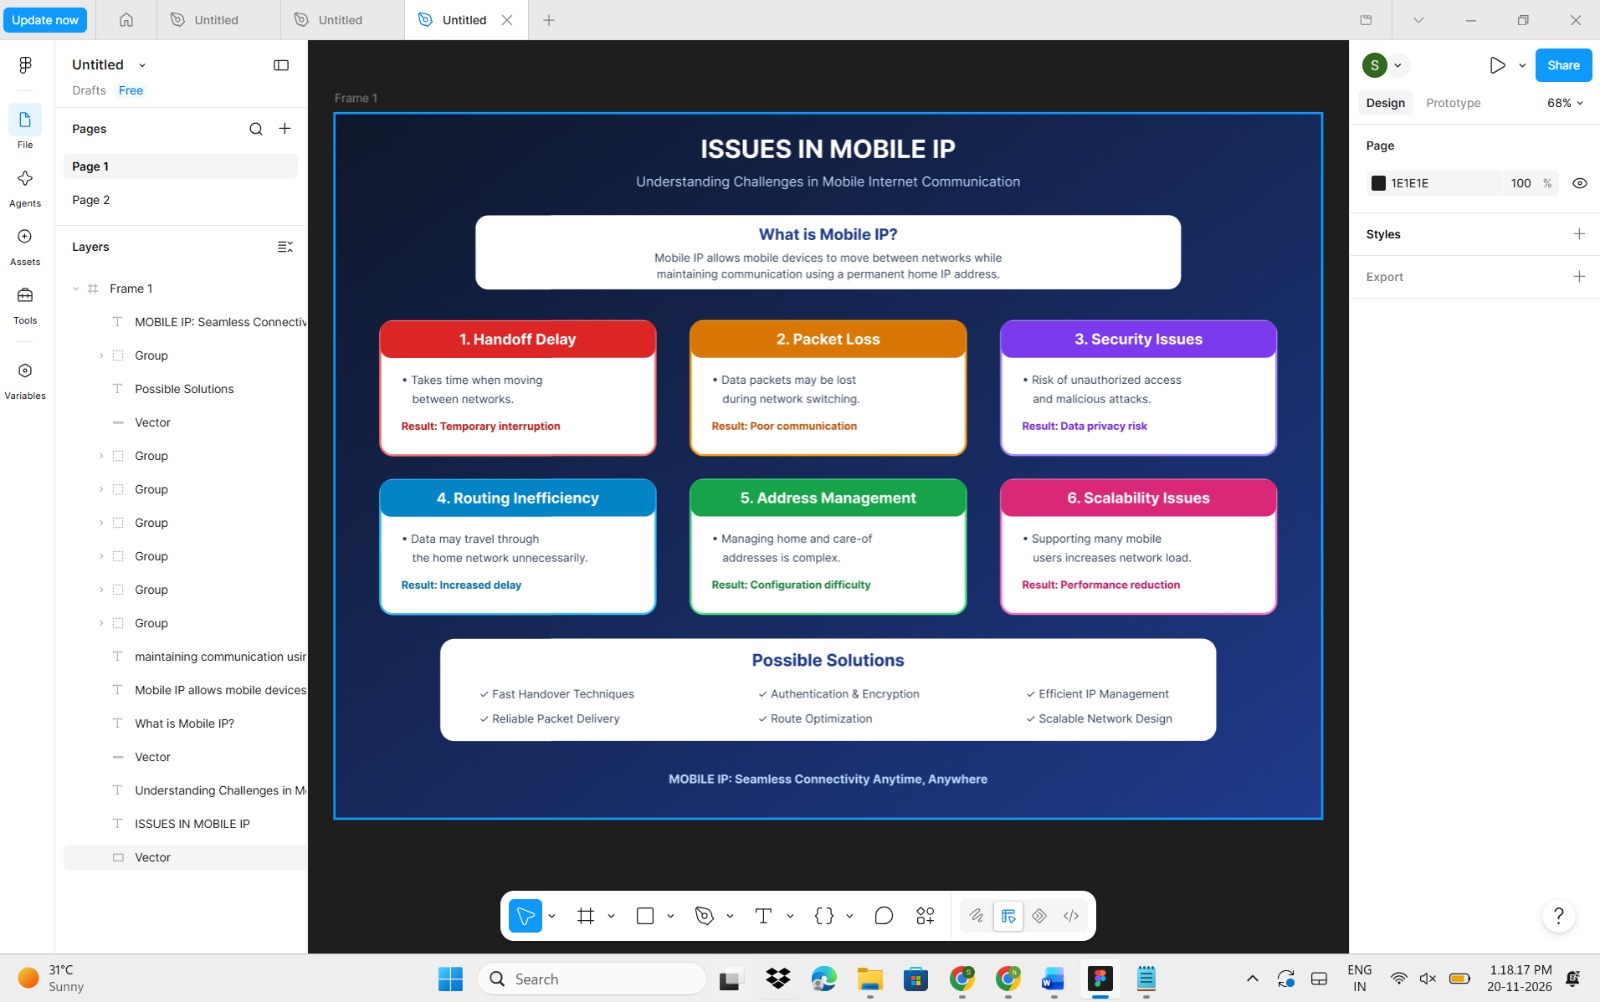 Update now
Untitled
Untitled
Untitled
Untitled
Drafts
Free
File
Agents
Assets
Tools
Variables
Pages
Page 1
Page 2
Layers
Frame 1
MOBILE IP: Seamless Connectiv
Group
Possible Solutions
Vector
Group
Group
Group
Group
Group
Group
maintaining communication usin
Mobile IP allows mobile devices
What is Mobile IP?
Vector
Understanding Challenges in Mo
ISSUES IN MOBILE IP
Vector
Frame 1
ISSUES IN MOBILE IP
Understanding Challenges in Mobile Internet Communication
What is Mobile IP?
Mobile IP allows mobile devices to move between networks while
maintaining communication using a permanent home IP address.
1. Handoff Delay
• Takes time when moving
between networks.
Result: Temporary interruption
2. Packet Loss
• Data packets may be lost
during network switching.
Result: Poor communication
3. Security Issues
• Risk of unauthorized access
and malicious attacks.
Result: Data privacy risk
4. Routing Inefficiency
• Data may travel through
the home network unnecessarily.
Result: Increased delay
5. Address Management
• Managing home and care-of
addresses is complex.
Result: Configuration difficulty
6. Scalability Issues
• Supporting many mobile
users increases network load.
Result: Performance reduction
Possible Solutions
✓ Fast Handover Techniques
✓ Authentication & Encryption
✓ Efficient IP Management
✓ Reliable Packet Delivery
✓ Route Optimization
✓ Scalable Network Design
MOBILE IP: Seamless Connectivity Anytime, Anywhere
S
Share
Design
Prototype
68%
Page
1E1E1E
100 %
Styles
Export
?
31°C
Sunny
Search
ENG
IN
1.18.17 PM
20-11-2026